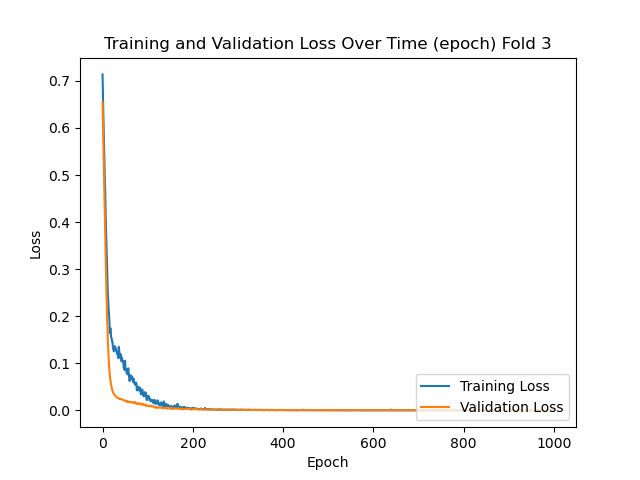 Training and Validation Loss Over Time (epoch) Fold 3
0.7
0.6
0.5
0.4
0.3
0.2
0.1
0.0
Loss
Training Loss
Validation Loss
0 200 400 600 800 1000
Epoch